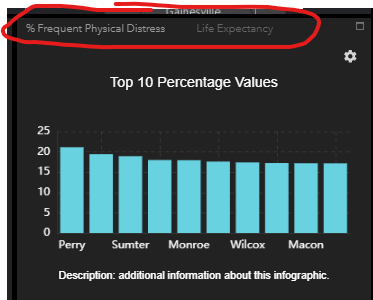 Trainesville
% Frequent Physical Distress Life Expectancy
Top 10 Percentage Values
25
20
15
10
5
0
Perry Sumter Monroe Wilcox Macon
Description: additional information about this infographic.